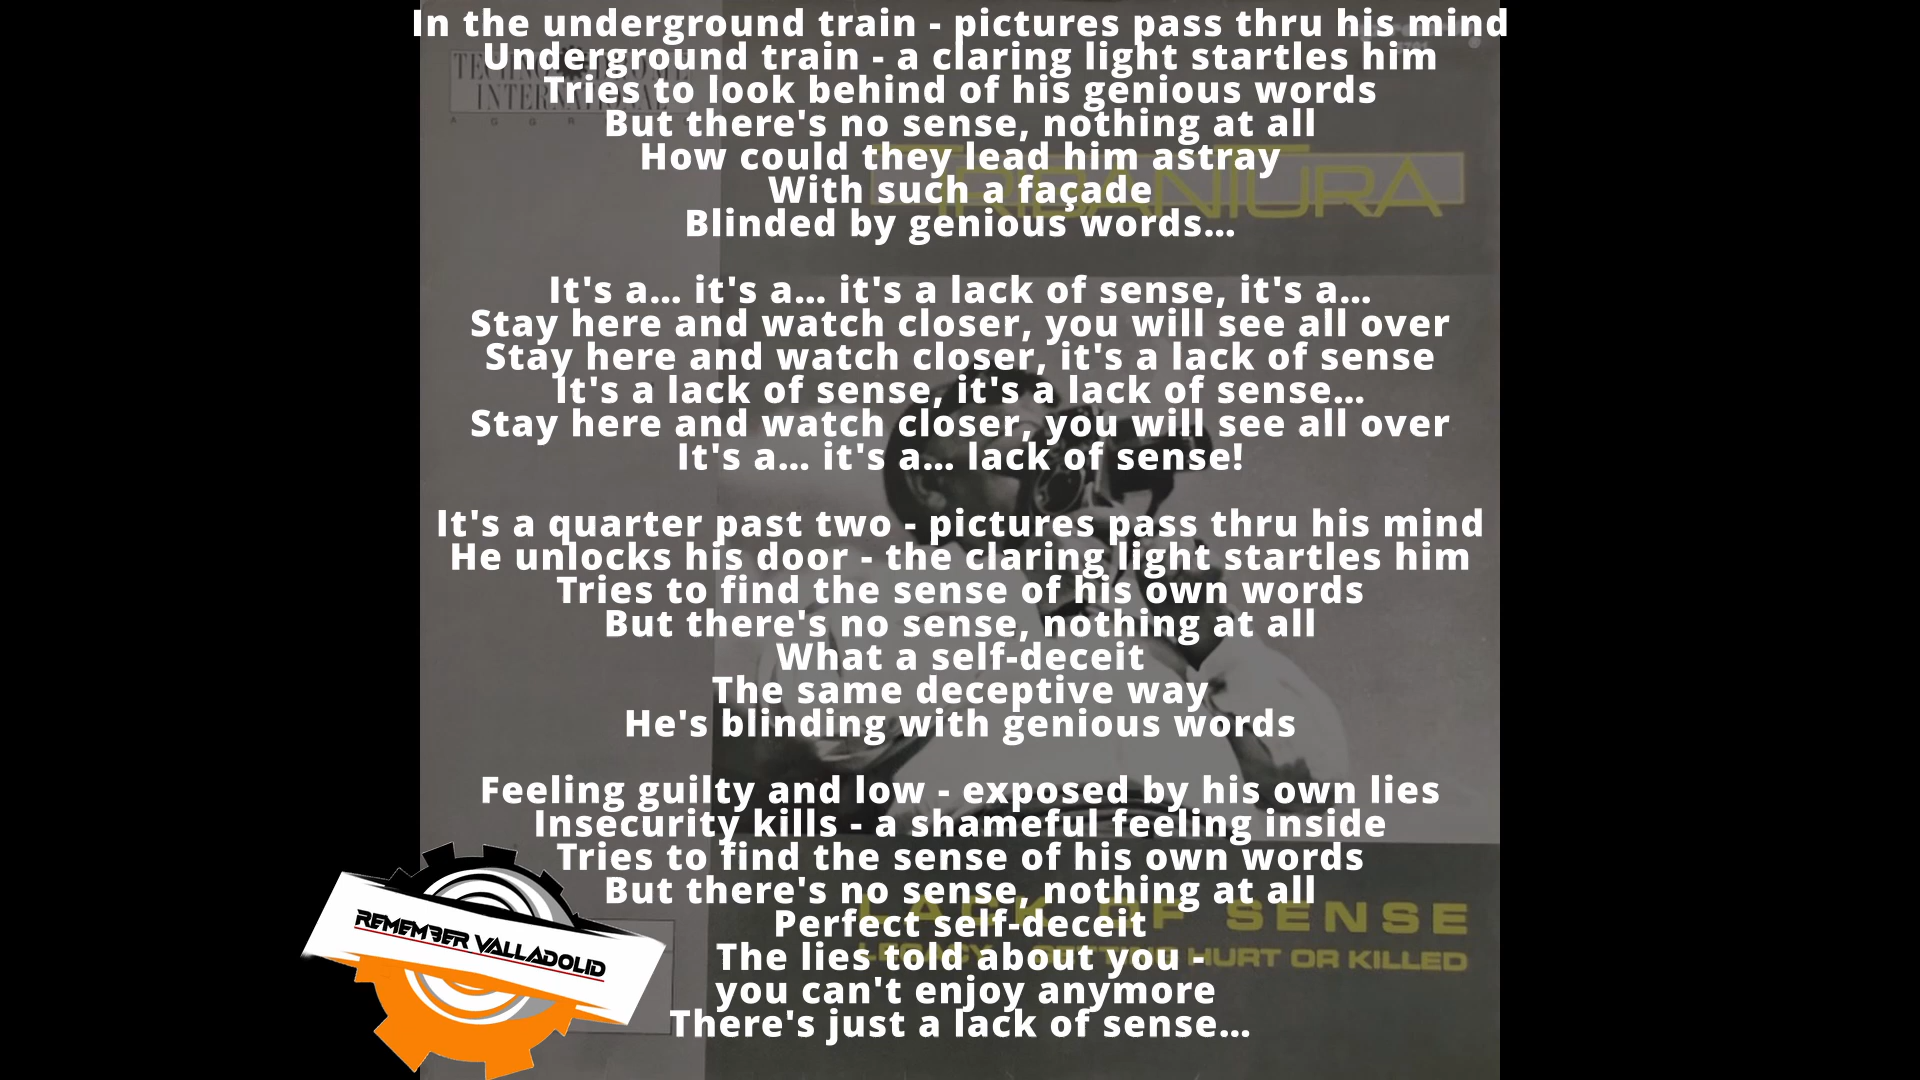 In the underground train - pictures pass thru his mind
Underground train - a claring light startles him
Tries to look behind of his genious words
But there's no sense, nothing at all
How could they lead him astray
With such a façade
Blinded by genious words...
It's a... it's a... it's a lack of sense, it's a...
Stay here and watch closer, you will see all over
Stay here and watch closer, it's a lack of sense
It's a lack of sense, it's a lack of sense...
Stay here and watch closer, you will see all over
It's a... it's a... lack of sense!
It's a quarter past two - pictures pass thru his mind
He unlocks his door - the claring light startles him
Tries to find the sense of his own words
But there's no sense, nothing at all
What a self-deceit
The same deceptive way
He's blinding with genious words
Feeling guilty and low - exposed by his own lies
Insecurity kills - a shameful feeling inside
Tries to find the sense of his own words
But there's no sense, nothing at all
Perfect self-deceit
The lies told about you -
you can't enjoy anymore
There's just a lack of sense...
TRIBANTURA
LACK OF SENSE
HURT OR KILLED
REMEMBER VALLADOLID